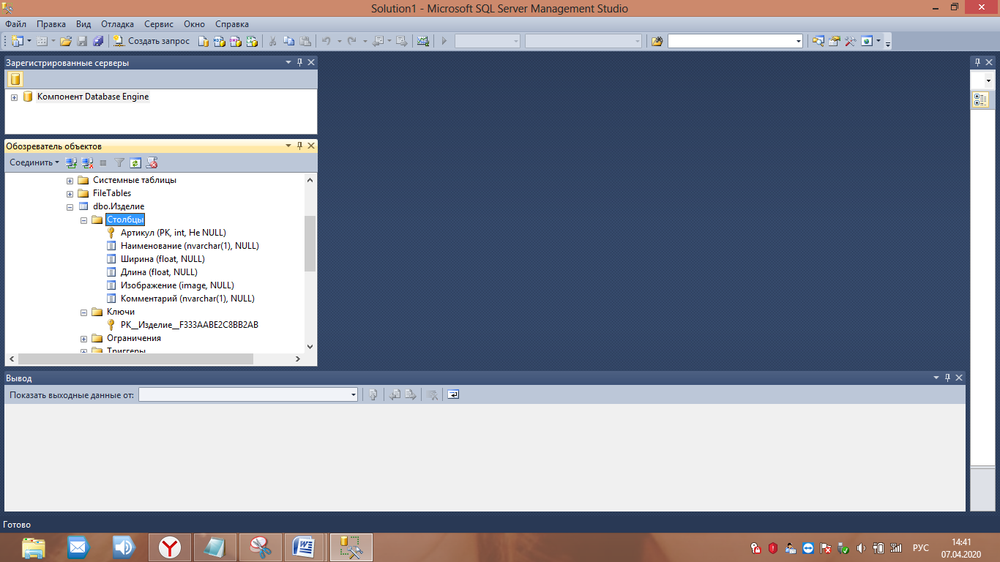 Solution1 - Microsoft SQL Server Management Studio
Файл Правка Вид Отладка Сервис Окно Справка
Создать запрос
Зарегистрированные серверы
Компонент Database Engine
Обозреватель объектов
Соединить
Системные таблицы
FileTables
dbo.Изделие
Столбцы
Артикул (PK, int, Не NULL)
Наименование (nvarchar(1), NULL)
Ширина (float, NULL)
Длина (float, NULL)
Изображение (image, NULL)
Комментарий (nvarchar(1), NULL)
Ключи
PK__Изделие__F333AABE2C8BB2AB
Ограничения
Триггеры
Вывод
Показать выходные данные от:
Готово
РУС
14:41
07.04.2020